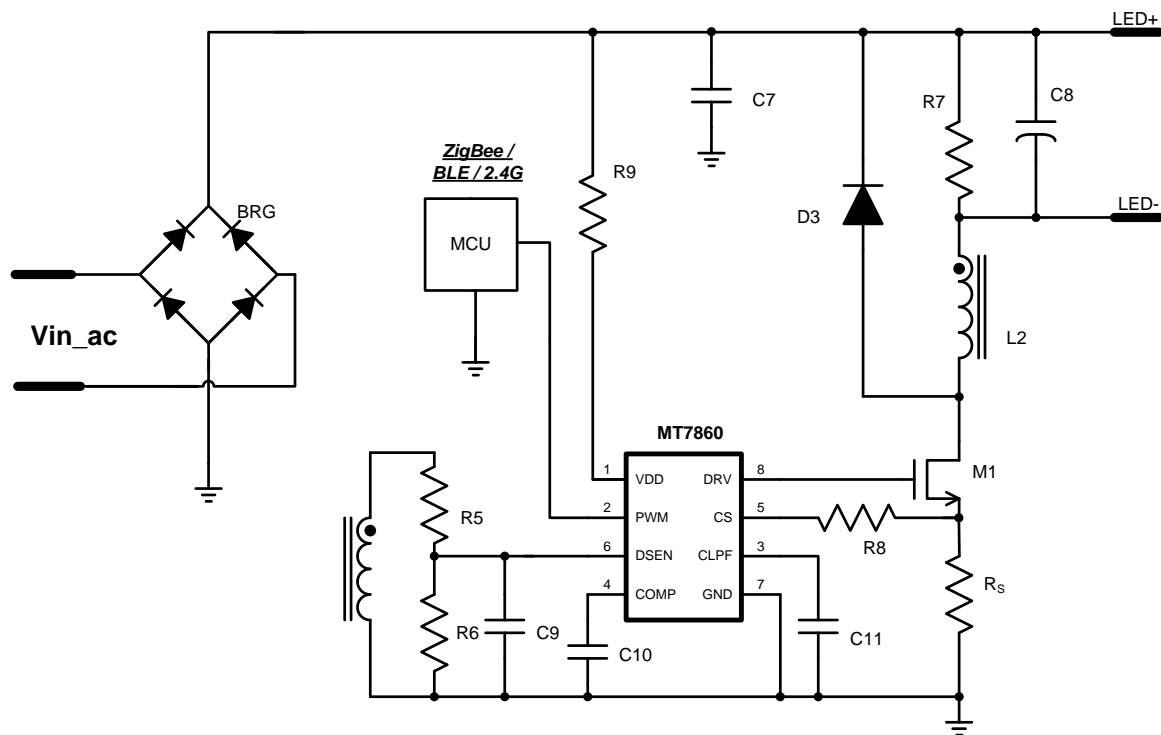 LED+
R7
C8
C7
ZigBee /
BLE / 2.4G
R9
BRG
LED-
D3
MCU
Vin_ac
L2
MT7860
1 VDD DRV 8
M1
2 PWM CS 5
R5
R8
6 DSEN CLPF 3
4 COMP GND 7
RS
R6
C9
C10
C11